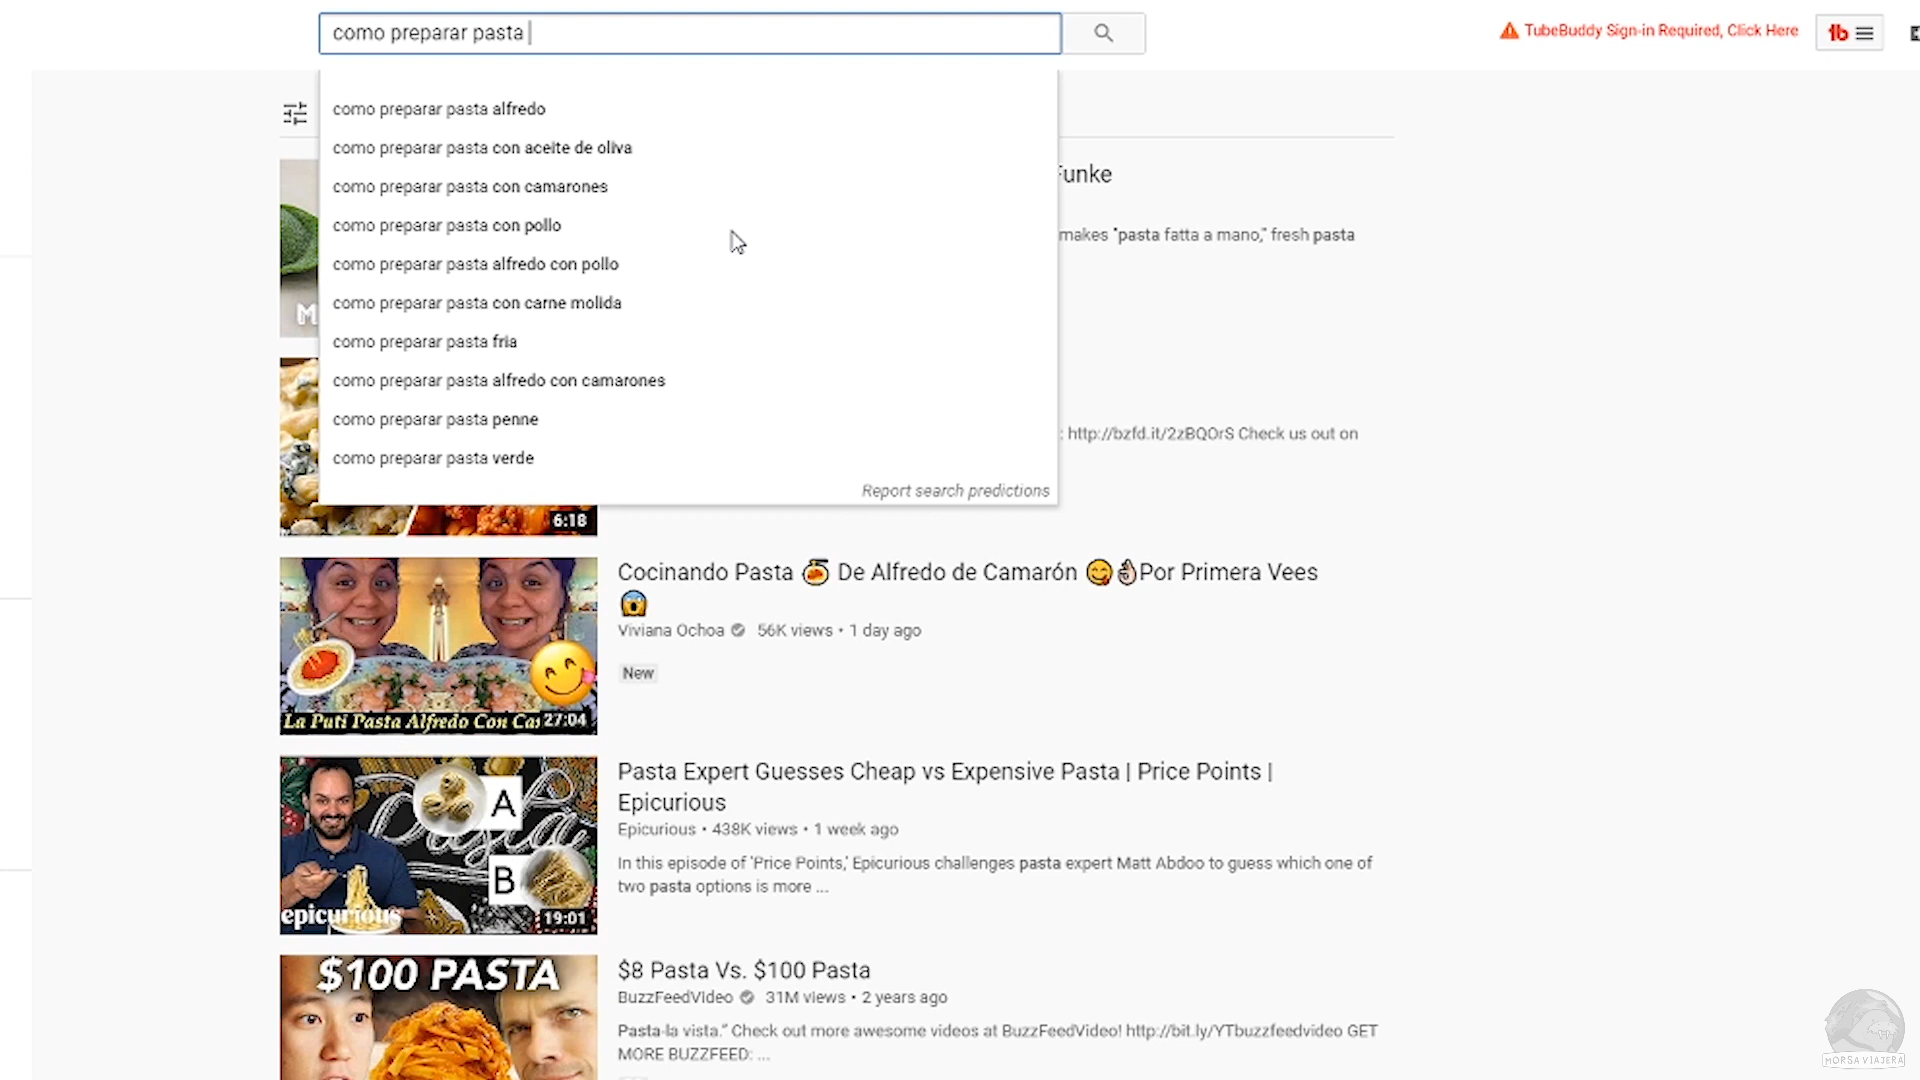 como preparar pasta
TubeBuddy Sign-in Required, Click Here
tb
como preparar pasta alfredo
como preparar pasta con aceite de oliva
como preparar pasta con camarones
como preparar pasta con pollo
como preparar pasta alfredo con pollo
como preparar pasta con carne molida
como preparar pasta fria
como preparar pasta alfredo con camarones
como preparar pasta penne
como preparar pasta verde
Report search predictions
Funke
makes "pasta fatta a mano," fresh pasta
M
: http://bzfd.it/2zBQOrS Check us out on
6:18
Cocinando Pasta 🍝 De Alfredo de Camarón 😋👌🏻Por Primera Vees
😱
Viviana Ochoa 56K views • 1 day ago
New
La Puti Pasta Alfredo Con Ca
27:04
Pasta Expert Guesses Cheap vs Expensive Pasta | Price Points |
Epicurious
Epicurious • 438K views • 1 week ago
In this episode of 'Price Points,' Epicurious challenges pasta expert Matt Abdoo to guess which one of
two pasta options is more ...
A
B
epicurious
19:01
$8 Pasta Vs. $100 Pasta
BuzzFeedVideo 31M views • 2 years ago
Pasta-la vista." Check out more awesome videos at BuzzFeedVideo! http://bit.ly/YTbuzzfeedvideo GET
MORE BUZZFEED: ...
$100 PASTA
MORSA VIAJERA